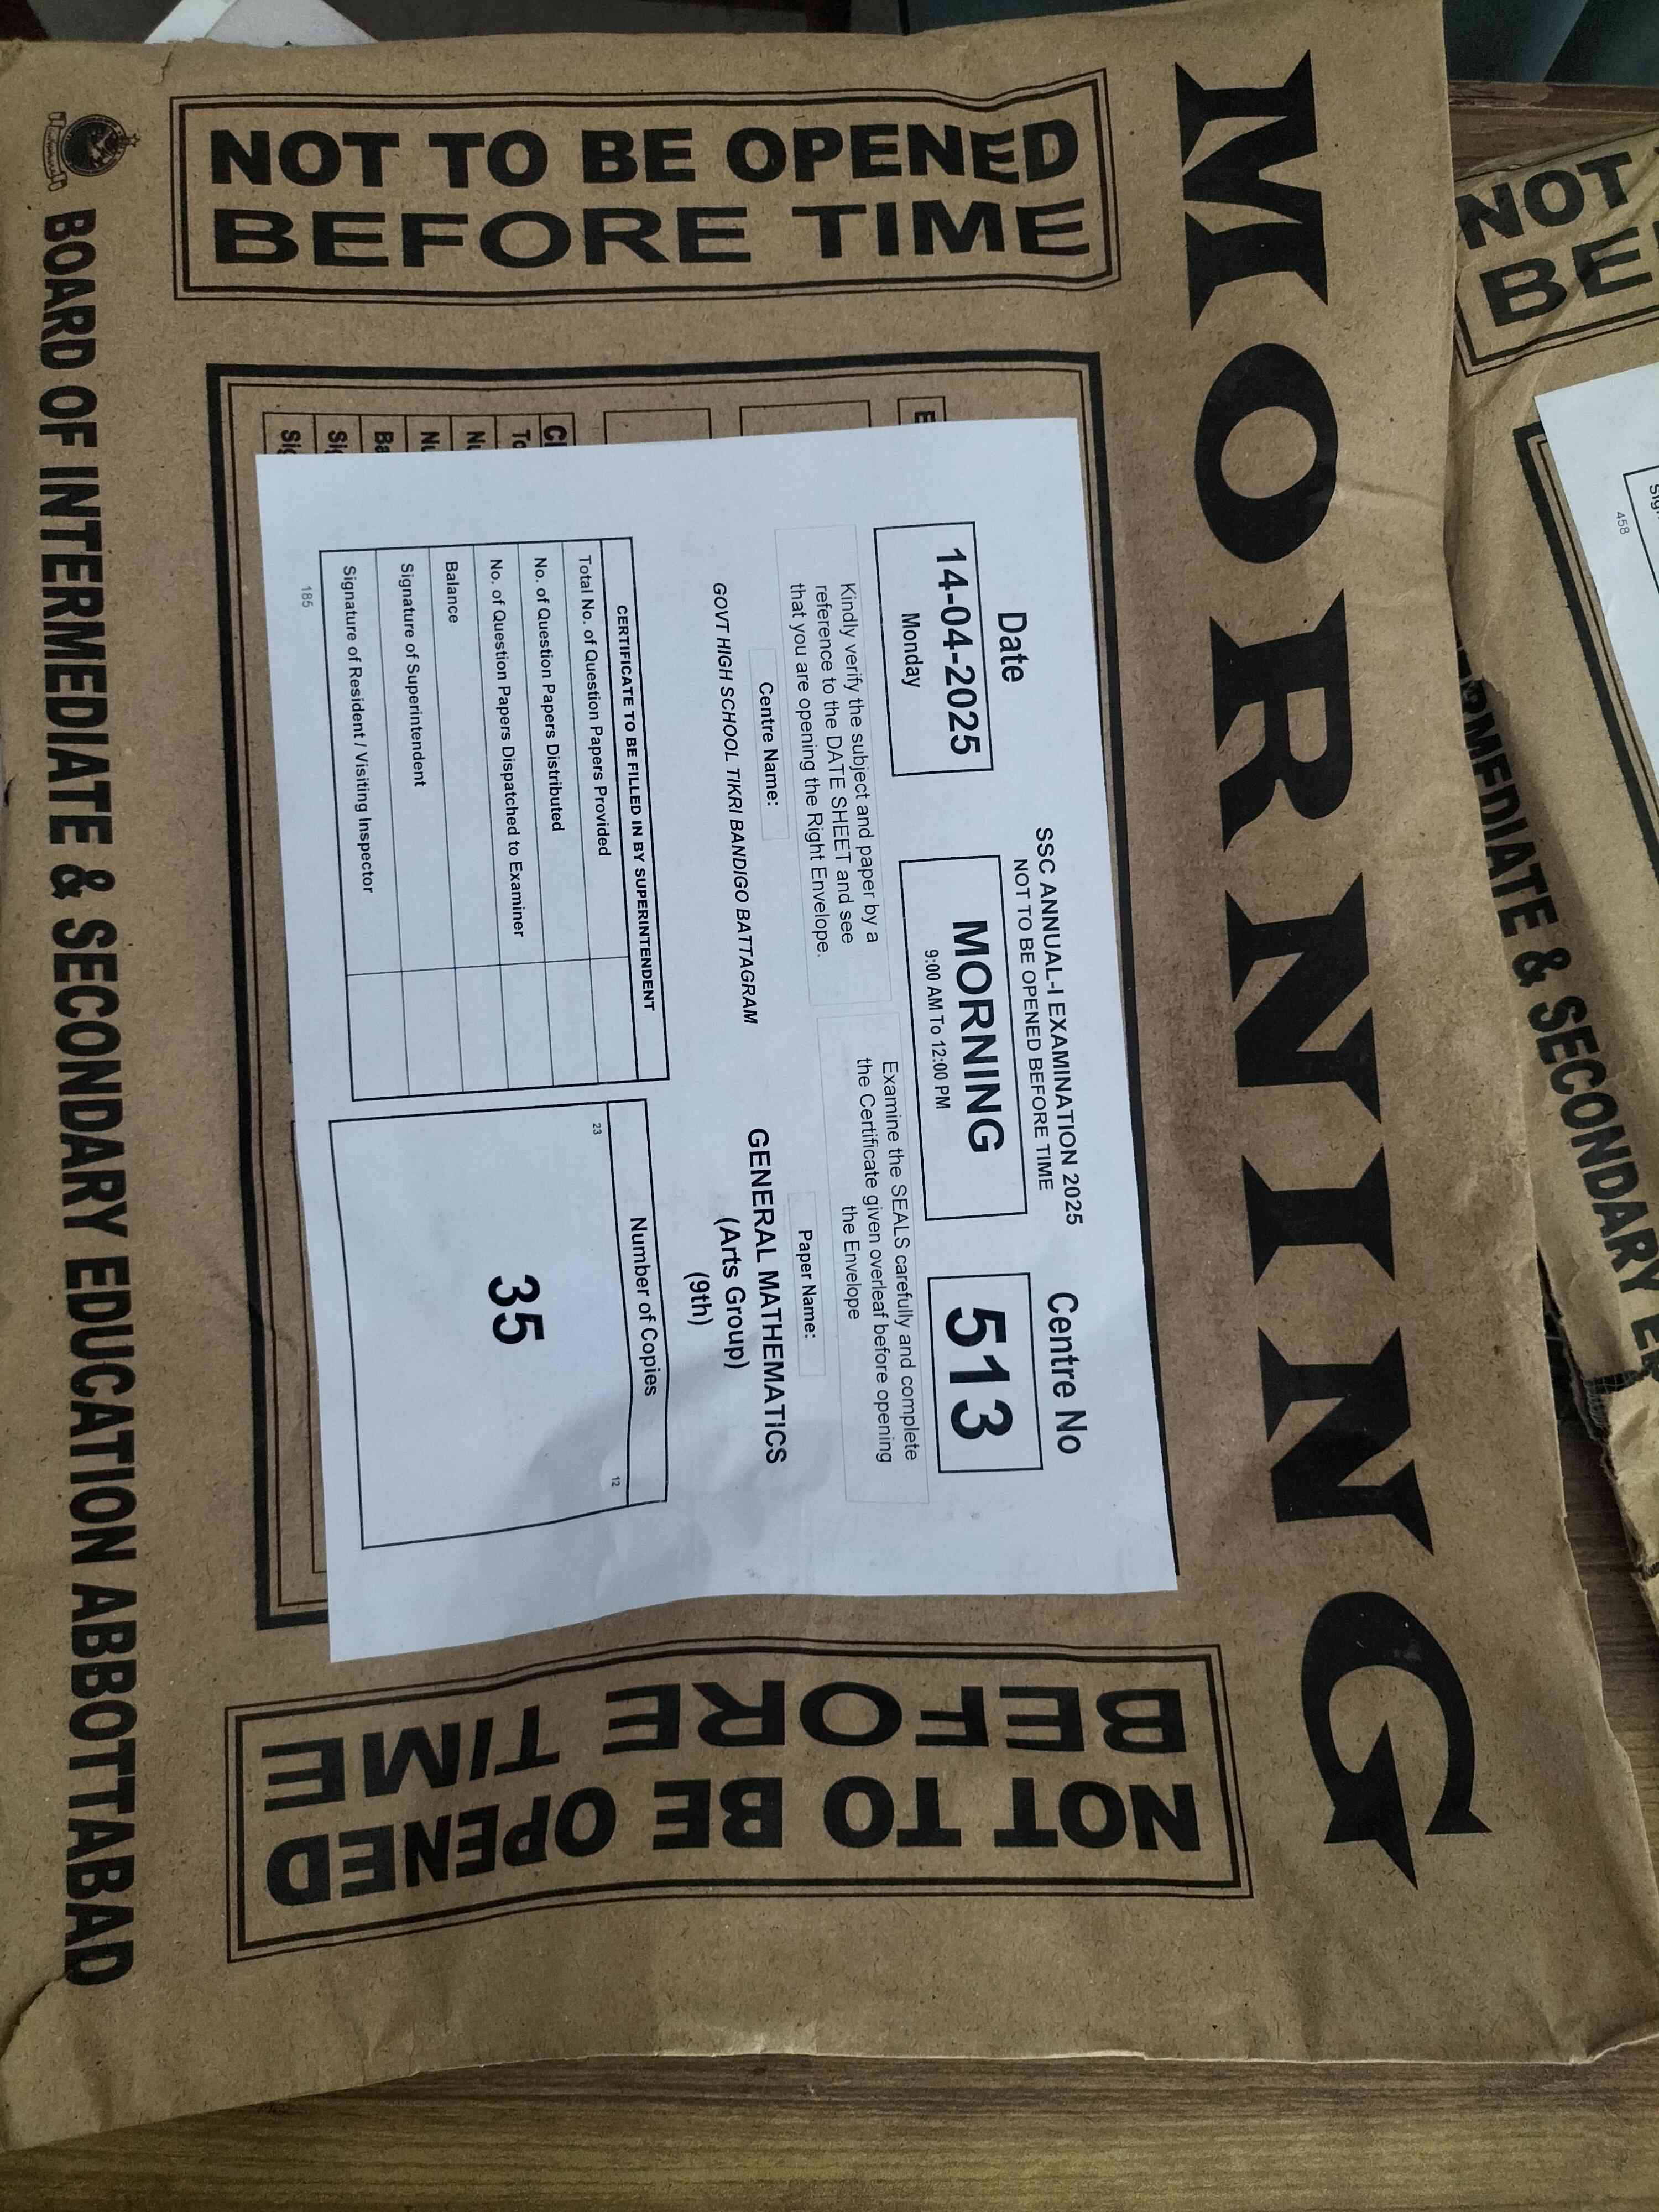 MORNING
NOT TO BE OPENED
BEFORE TIME
SSC ANNUAL-I EXAMINATION 2025
NOT TO BE OPENED BEFORE TIME
Date
14-04-2025
Monday
MORNING
9:00 AM To 12:00 PM
Centre No
513
Kindly verify the subject and paper by a
reference to the DATE SHEET and see
that you are opening the Right Envelope.
Examine the SEALS carefully and complete
the Certificate given overleaf before opening
the Envelope
Centre Name:
GOVT HIGH SCHOOL TIKRI BANDIGO BATTAGRAM
Paper Name:
GENERAL MATHEMATICS
(Arts Group)
(9th)
CERTIFICATE TO BE FILLED IN BY SUPERINTENDENT
Total No. of Question Papers Provided
No. of Question Papers Distributed
No. of Question Papers Dispatched to Examiner
Balance
Signature of Superintendent
Signature of Resident / Visiting Inspector
185
Number of Copies
23
12
35
NOT TO BE OPENED
BEFORE TIME
BOARD OF INTERMEDIATE & SECONDARY EDUCATION ABBOTTABAD
NOT
BE
458
& SECONDARY